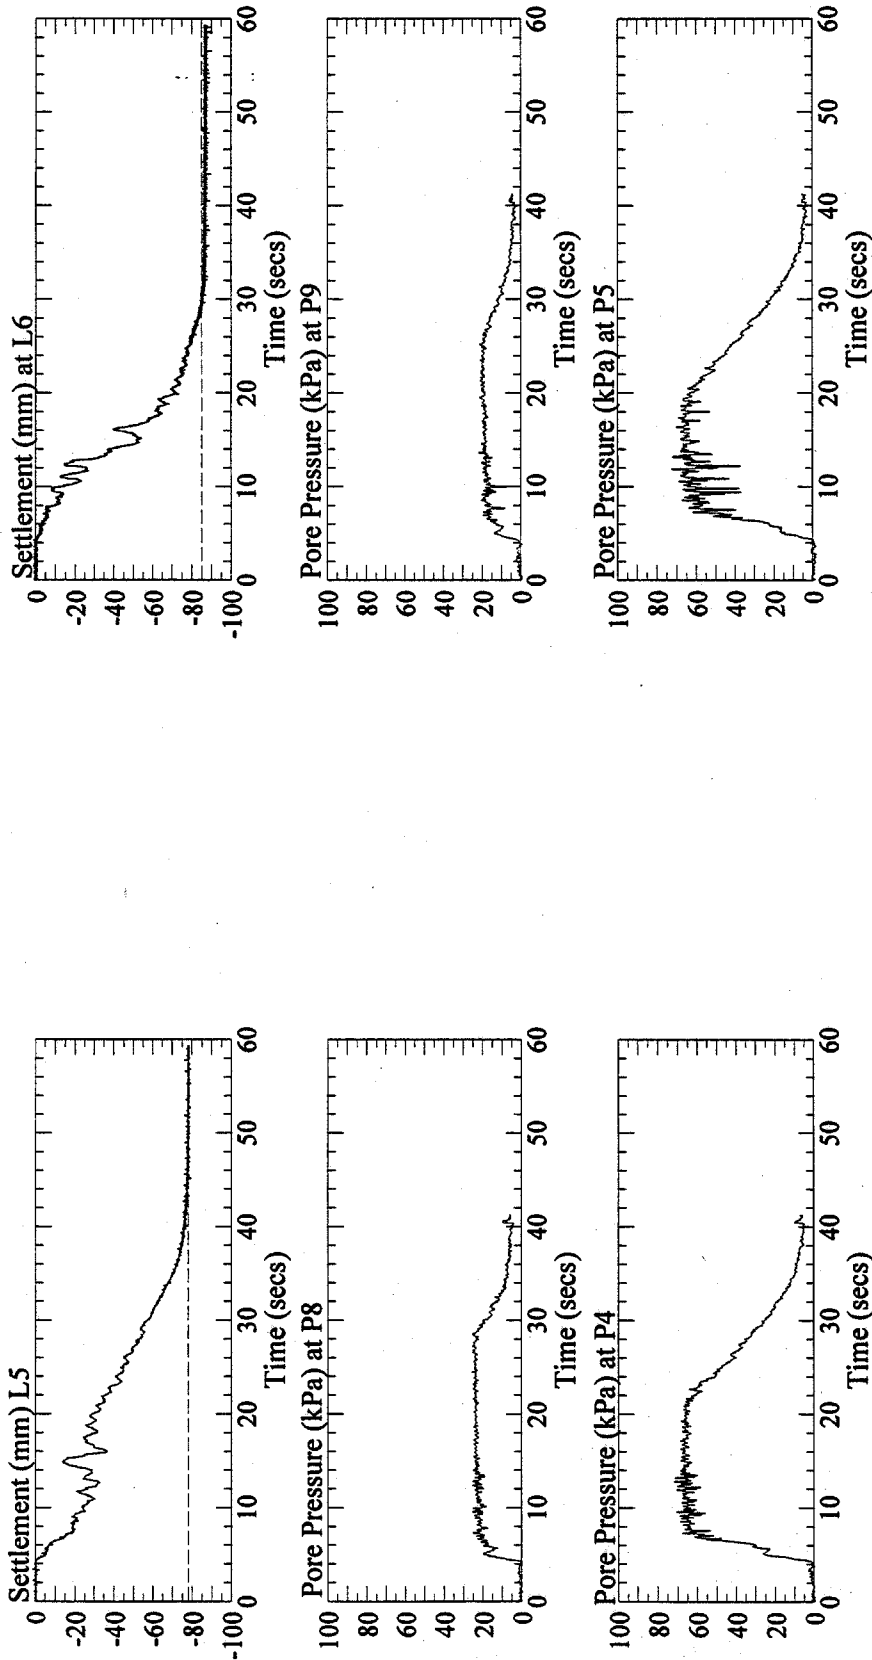 Settlement (mm) L5
0
-20
-40
-60
-80
-100
0 10 20 30 40 50 60
Time (secs)
Pore Pressure (kPa) at P8
100
80
60
40
20
0
0 10 20 30 40 50 60
Time (secs)
Pore Pressure (kPa) at P4
100
80
60
40
20
0
0 10 20 30 40 50 60
Time (secs)
Settlement (mm) at L6
0
-20
-40
-60
-80
-100
0 10 20 30 40 50 60
Time (secs)
Pore Pressure (kPa) at P9
100
80
60
40
20
0
0 10 20 30 40 50 60
Time (secs)
Pore Pressure (kPa) at P5
100
80
60
40
20
0
0 10 20 30 40 50 60
Time (secs)